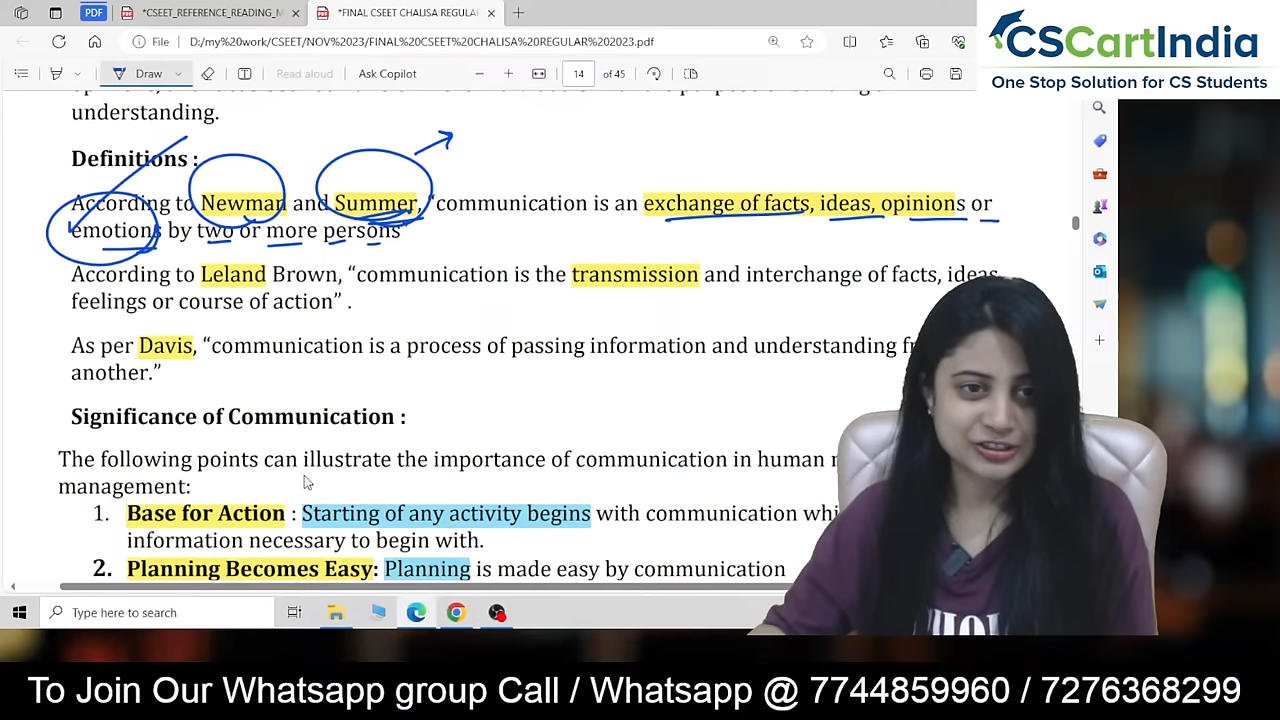 *CSEET_REFERENCE_READING_M
*FINAL CSEET CHALISA REGULAR
PDF
File
D:/my%20work/CSEET/NOV%202023/FINAL%20CSEET%20CHALISA%20REGULAR%202023.pdf
CSCartIndia
One Stop Solution for CS Students
Draw
Read aloud
Ask Copilot
14 of 45
understanding.
Definitions :
According to Newman and Summer, “communication is an exchange of facts, ideas, opinions or
emotions by two or more persons”
According to Leland Brown, “communication is the transmission and interchange of facts, ideas
feelings or course of action” .
As per Davis, “communication is a process of passing information and understanding
another.”
Significance of Communication :
The following points can illustrate the importance of communication in human
management:
1. Base for Action : Starting of any activity begins with communication
information necessary to begin with.
2. Planning Becomes Easy: Planning is made easy by communication
Type here to search
To Join Our Whatsapp group Call / Whatsapp @ 7744859960 / 7276368299